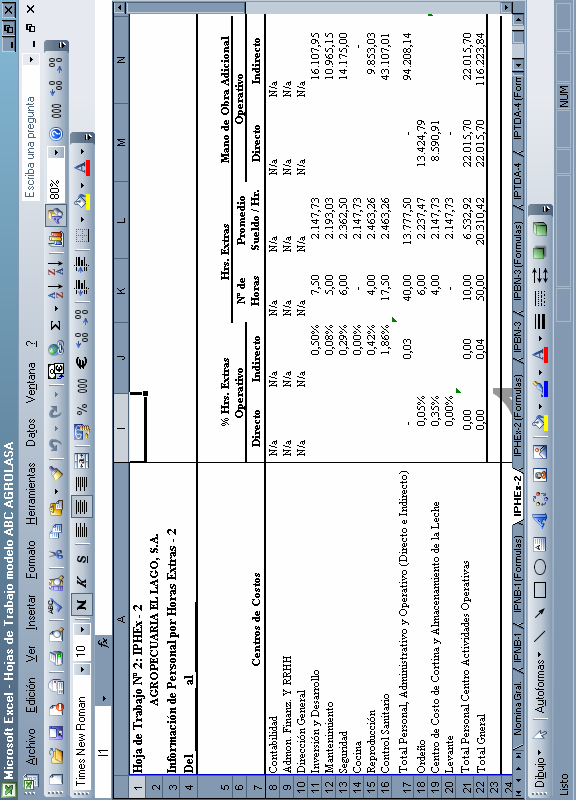 Microsoft Excel - Hojas de Trabajo modelo ABC AGROLASA
Archivo Edición Ver Insertar Formato Herramientas Datos Ventana ? Escriba una pregunta
80%
Times New Roman 10 N K S % 000 €
I1 fx
A I J K L M N
1 Hoja de Trabajo Nº 2: IPHEx - 2
2 AGROPECUARIA EL LAGO, S.A.
3 Información de Personal por Horas Extras - 2
4 Del al
5 % Hrs. Extras Hrs. Extras Mano de Obra Adicional
6 Centros de Costos Operativo Nº de Promedio Operativo
7 Directo Indirecto Horas Sueldo / Hr. Directo Indirecto
8 Contabilidad N/a N/a N/a N/a N/a N/a
9 Admon. Finanz. Y RRHH N/a N/a N/a N/a N/a N/a
10 Dirección General N/a N/a N/a N/a N/a N/a
11 Inversión y Desarrollo 0,50% 7,50 2.147,73 16.107,95
12 Mantenimiento 0,08% 5,00 2.193,03 10.965,15
13 Seguridad 0,29% 6,00 2.362,50 14.175,00
14 Cocina 0,00% 2.147,73 -
15 Reproducción 0,42% 4,00 2.463,26 9.853,03
16 Control Sanitario 1,86% 17,50 2.463,26 43.107,01
17 Total Personal, Administrativo y Operativo (Directo e Indirecto) - 0,03 40,00 13.777,50 - 94.208,14
18 Ordeño 0,05% 6,00 2.237,47 13.424,79
19 Centro de Costo de Cortina y Almacenamiento de la Leche 0,35% 4,00 2.147,73 8.590,91
20 Levante 0,00% - 2.147,73 -
21 Total Personal Centro Actividades Operativas 0,00 0,00 10,00 6.532,92 22.015,70 22.015,70
22 Total Gneral 0,00 0,04 50,00 20.310,42 22.015,70 116.223,84
23
24
Nomina Gral. IPNB-1 IPNB-1 (Formulas) IPHEx-2 IPHEx-2 (Formulas) IPBN-3 IPBN-3 (Formulas) IPTDA-4 IPTDA-4 (Form
Dibujo Autoformas
Listo NUM